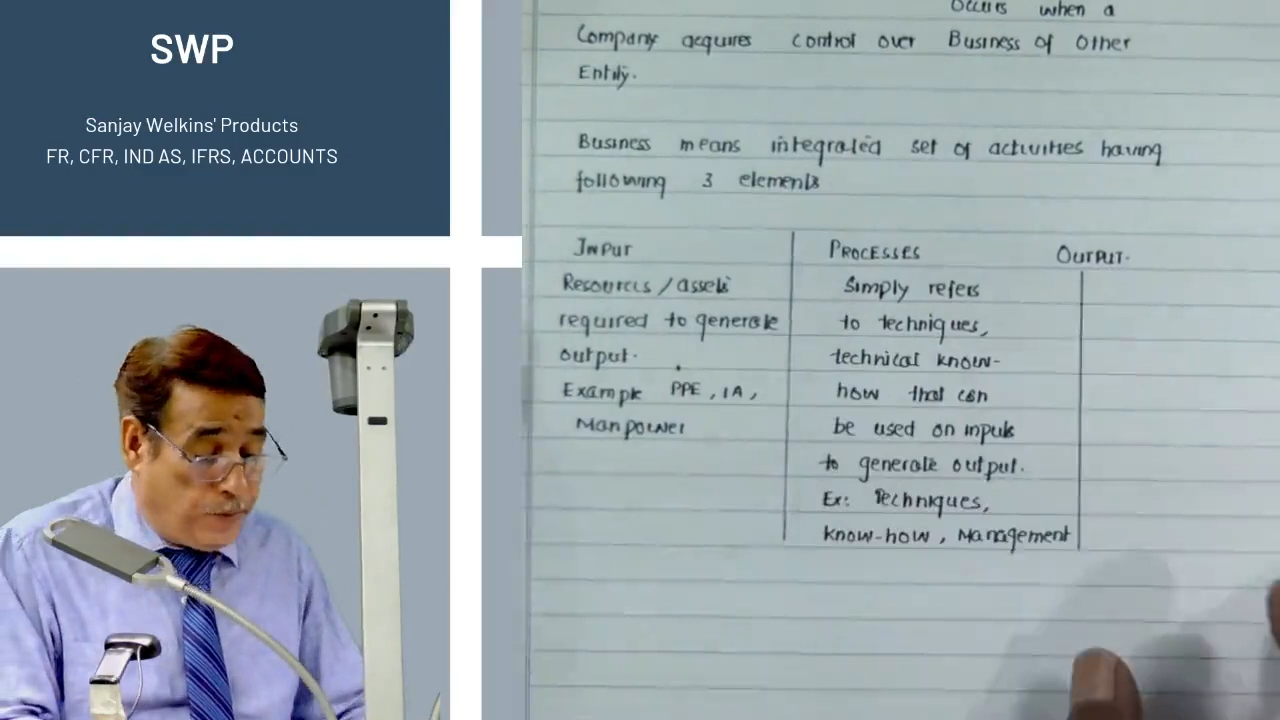 SWP
Sanjay Welkins' Products
FR, CFR, IND AS, IFRS, ACCOUNTS
Occurs when a
Company acquires control over Business of Other
Entity.
Business means integrated set of activities having
following 3 elements
INPUT
Resources / assets
required to generate
output.
Example PPE, IA,
Manpower
PROCESSES
Simply refers
to techniques,
technical know-
how that can
be used on inputs
to generate output.
Ex: Techniques,
know-how, Management
OUTPUT.